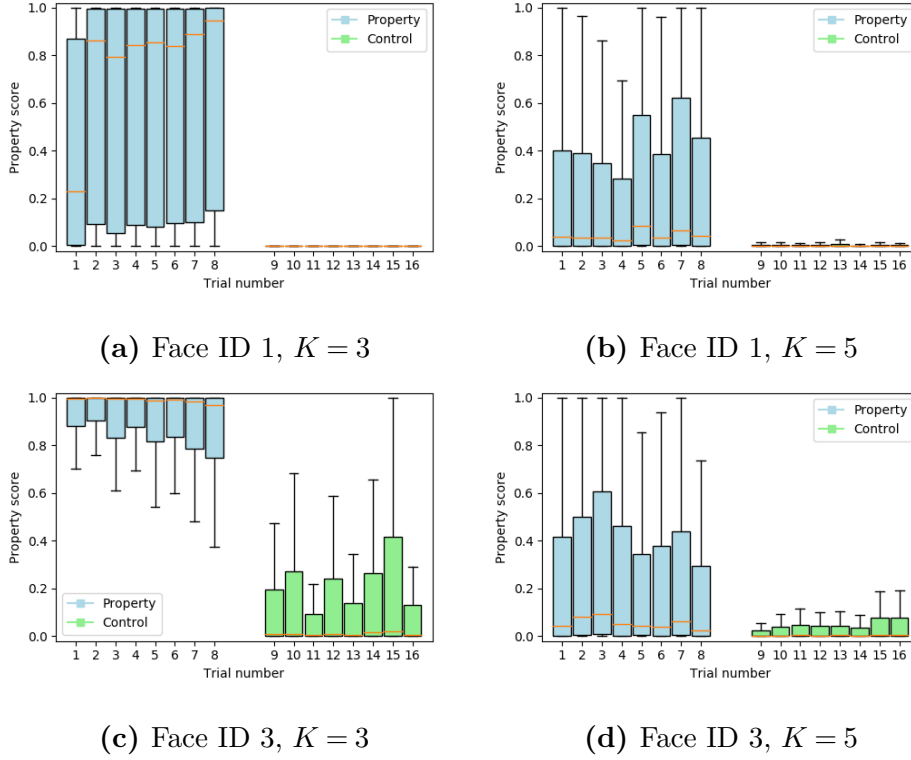 1.0
0.8
0.6
0.4
0.2
0.0
Property score
Property
Control
1 2 3 4 5 6 7 8 9 10 11 12 13 14 15 16
Trial number
(a) Face ID 1, K = 3
1.0
0.8
0.6
0.4
0.2
0.0
Property score
Property
Control
1 2 3 4 5 6 7 8 9 10 11 12 13 14 15 16
Trial number
(b) Face ID 1, K = 5
1.0
0.8
0.6
0.4
0.2
0.0
Property score
Property
Control
1 2 3 4 5 6 7 8 9 10 11 12 13 14 15 16
Trial number
(c) Face ID 3, K = 3
1.0
0.8
0.6
0.4
0.2
0.0
Property score
Property
Control
1 2 3 4 5 6 7 8 9 10 11 12 13 14 15 16
Trial number
(d) Face ID 3, K = 5